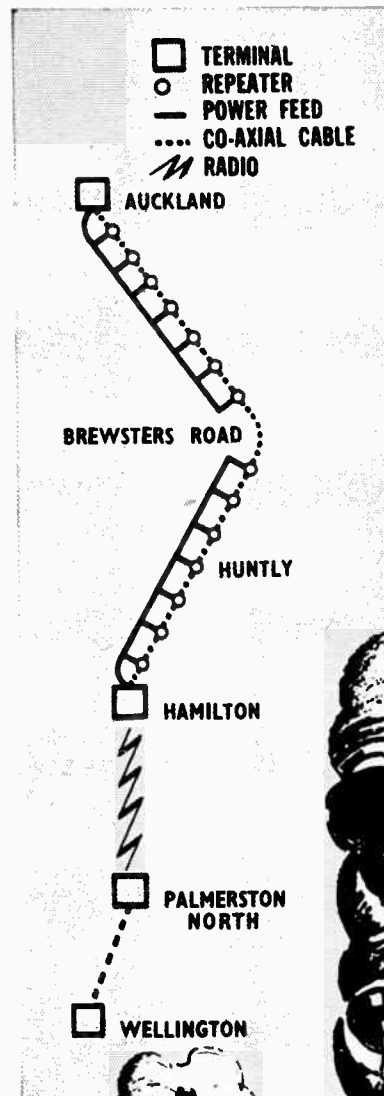 TERMINAL
REPEATER
POWER FEED
CO-AXIAL CABLE
RADIO
AUCKLAND
BREWSTERS ROAD
HUNTLY
HAMILTON
PALMERSTON
NORTH
WELLINGTON